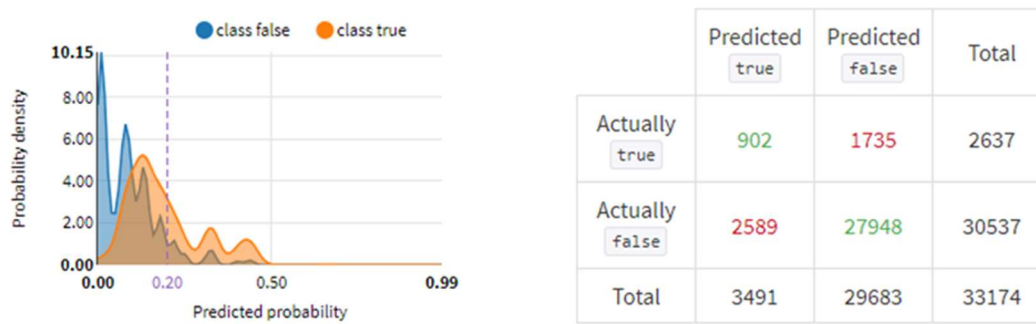 class false class true
10.15
8.00
6.00
4.00
2.00
0.00
Probability density
0.00 0.20 0.50 0.99
Predicted probability
Predicted true Predicted false Total
Actually true 902 1735 2637
Actually false 2589 27948 30537
Total 3491 29683 33174